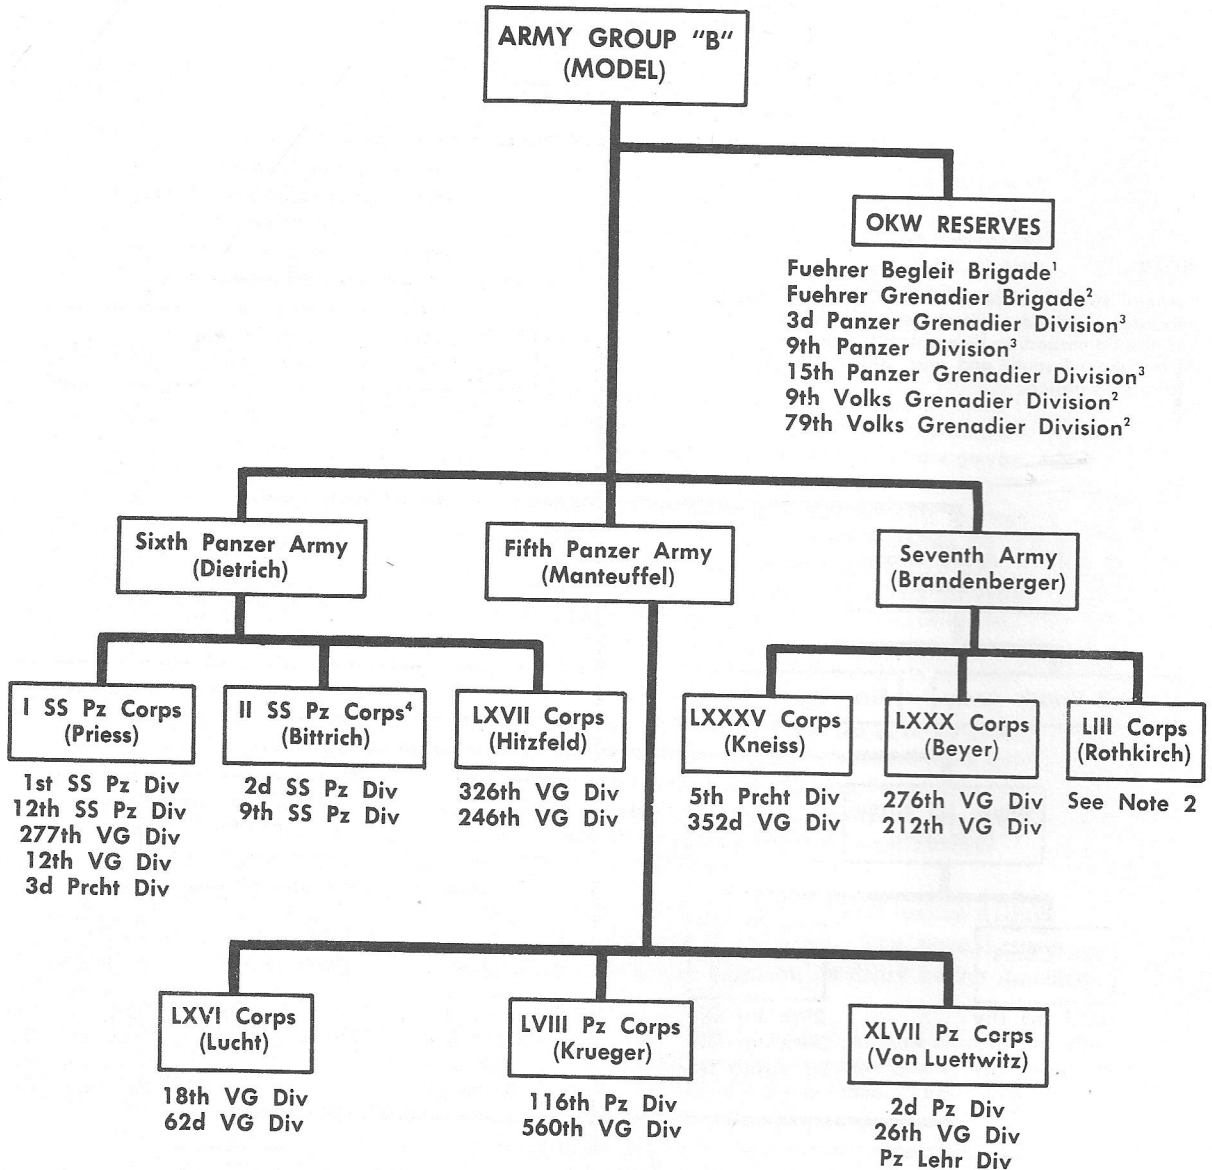 ARMY GROUP "B"
(MODEL)
OKW RESERVES
Fuehrer Begleit Brigade¹
Fuehrer Grenadier Brigade²
3d Panzer Grenadier Division³
9th Panzer Division³
15th Panzer Grenadier Division³
9th Volks Grenadier Division²
79th Volks Grenadier Division²
Sixth Panzer Army
(Dietrich)
Fifth Panzer Army
(Manteuffel)
Seventh Army
(Brandenberger)
I SS Pz Corps
(Priess)
1st SS Pz Div
12th SS Pz Div
277th VG Div
12th VG Div
3d Prcht Div
II SS Pz Corps⁴
(Bittrich)
2d SS Pz Div
9th SS Pz Div
LXVII Corps
(Hitzfeld)
326th VG Div
246th VG Div
LXXXV Corps
(Kneiss)
5th Prcht Div
352d VG Div
LXXX Corps
(Beyer)
276th VG Div
212th VG Div
LIII Corps
(Rothkirch)
See Note 2
LXVI Corps
(Lucht)
18th VG Div
62d VG Div
LVIII Pz Corps
(Krueger)
116th Pz Div
560th VG Div
XLVII Pz Corps
(Von Luettwitz)
2d Pz Div
26th VG Div
Pz Lehr Div